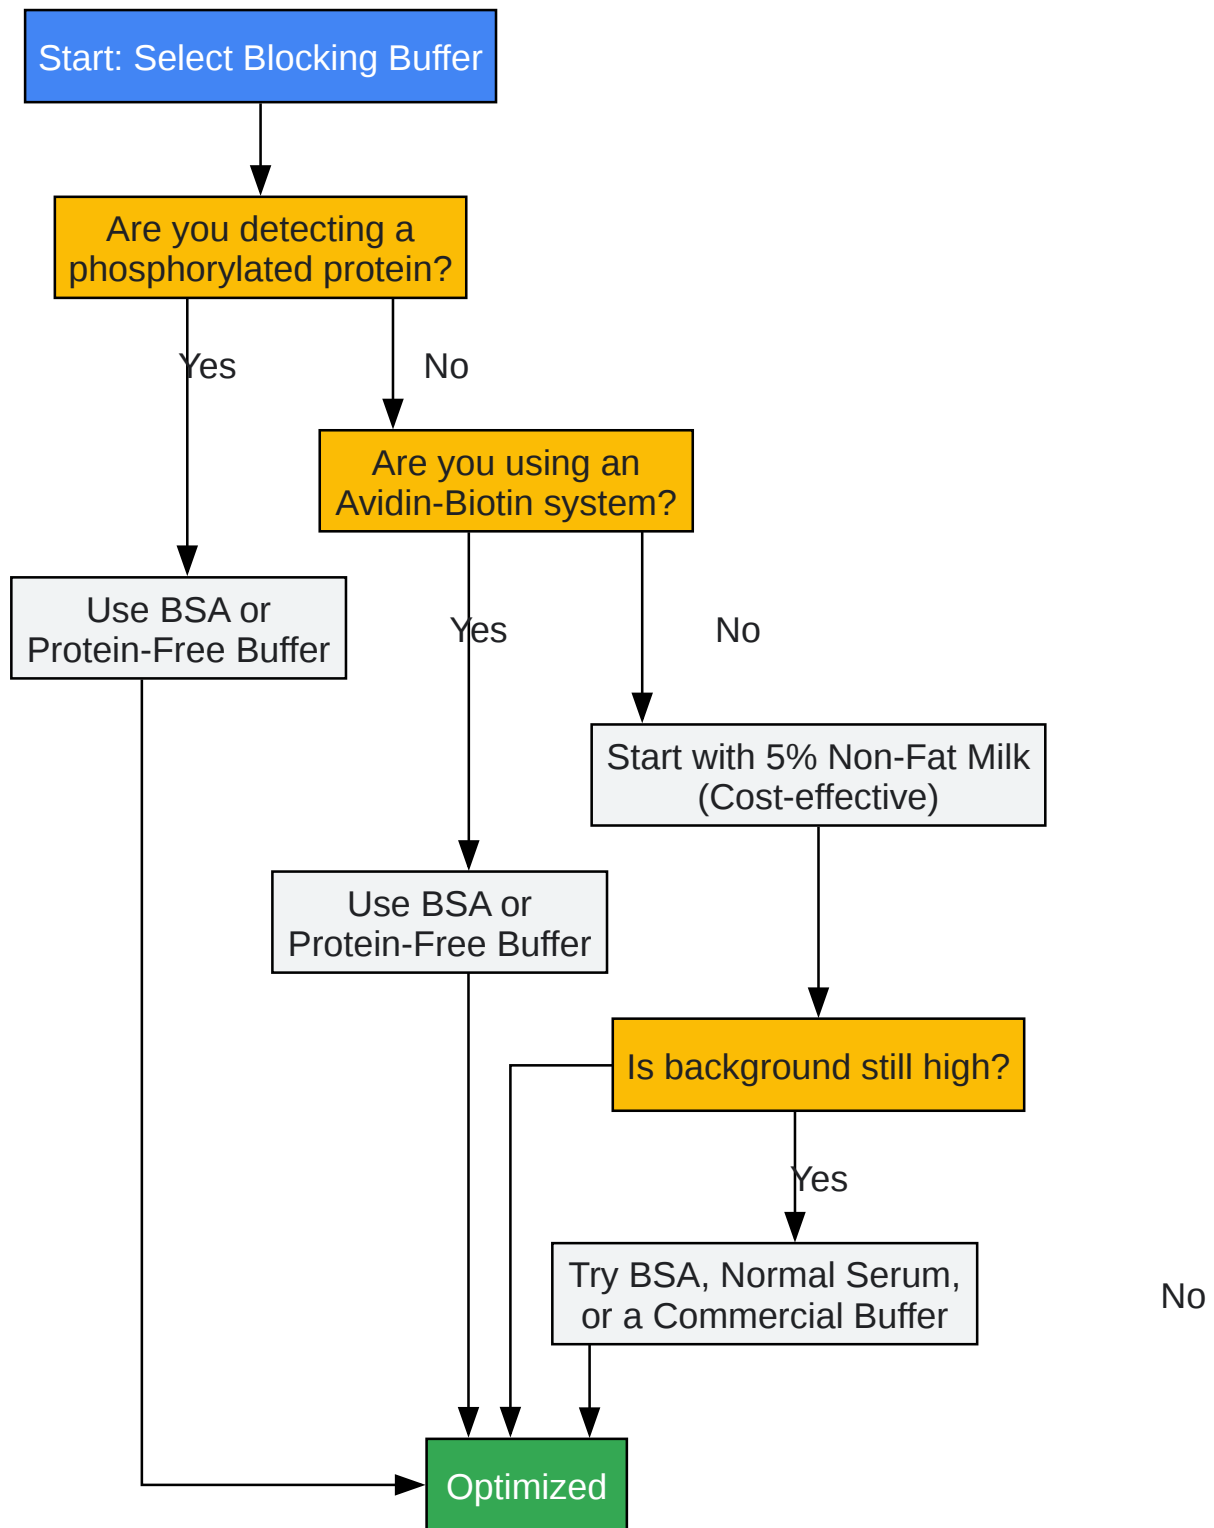 Start: Select Blocking Buffer
Are you detecting a
phosphorylated protein?
Yes
No
Are you using an
Avidin-Biotin system?
Use BSA or
Protein-Free Buffer
Yes
No
Start with 5% Non-Fat Milk
(Cost-effective)
Use BSA or
Protein-Free Buffer
Is background still high?
Yes
Try BSA, Normal Serum,
or a Commercial Buffer
No
Optimized